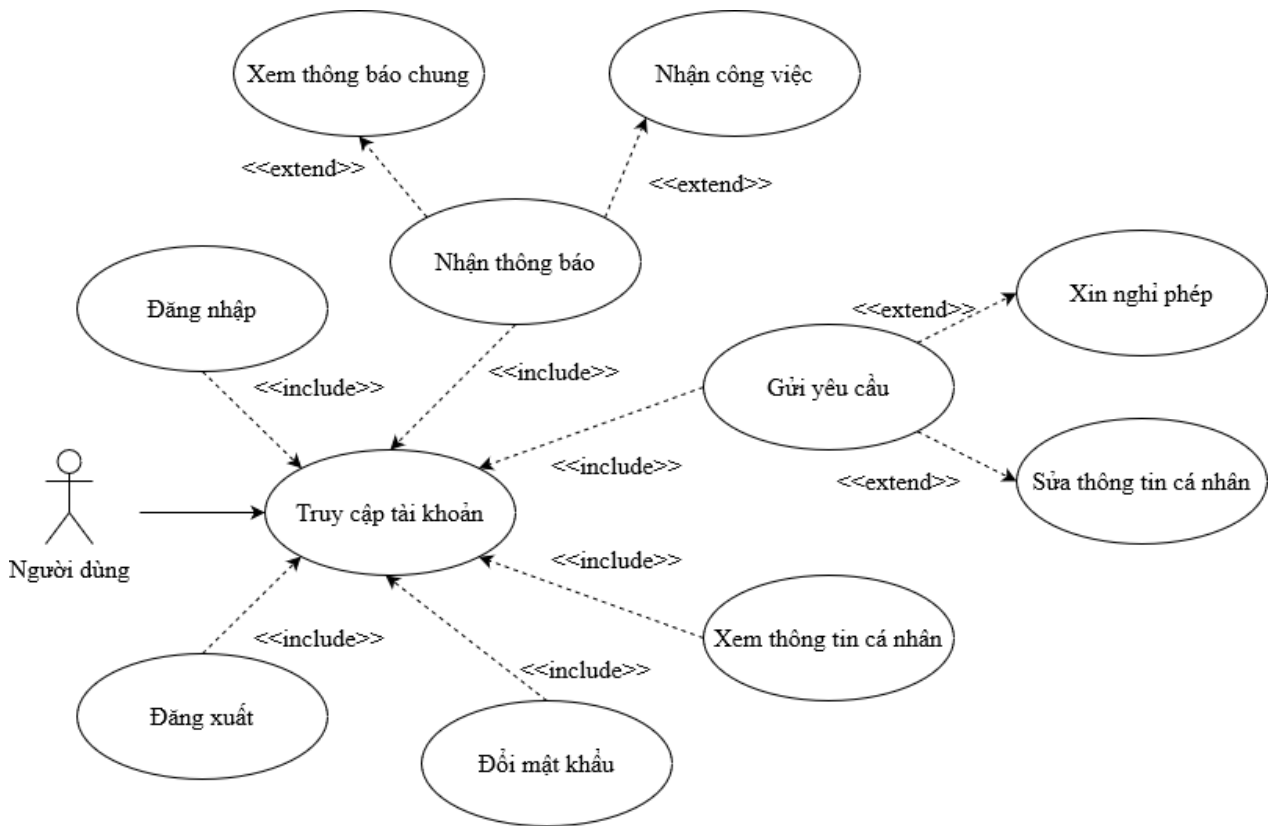 Xem thông báo chung
Nhận công việc
<<extend>>
<<extend>>
Nhận thông báo
Xin nghỉ phép
Đăng nhập
<<extend>>
<<include>>
<<include>>
Gửi yêu cầu
<<include>>
<<extend>>
Sửa thông tin cá nhân
Truy cập tài khoản
Người dùng
<<include>>
Xem thông tin cá nhân
<<include>>
<<include>>
Đăng xuất
Đổi mật khẩu